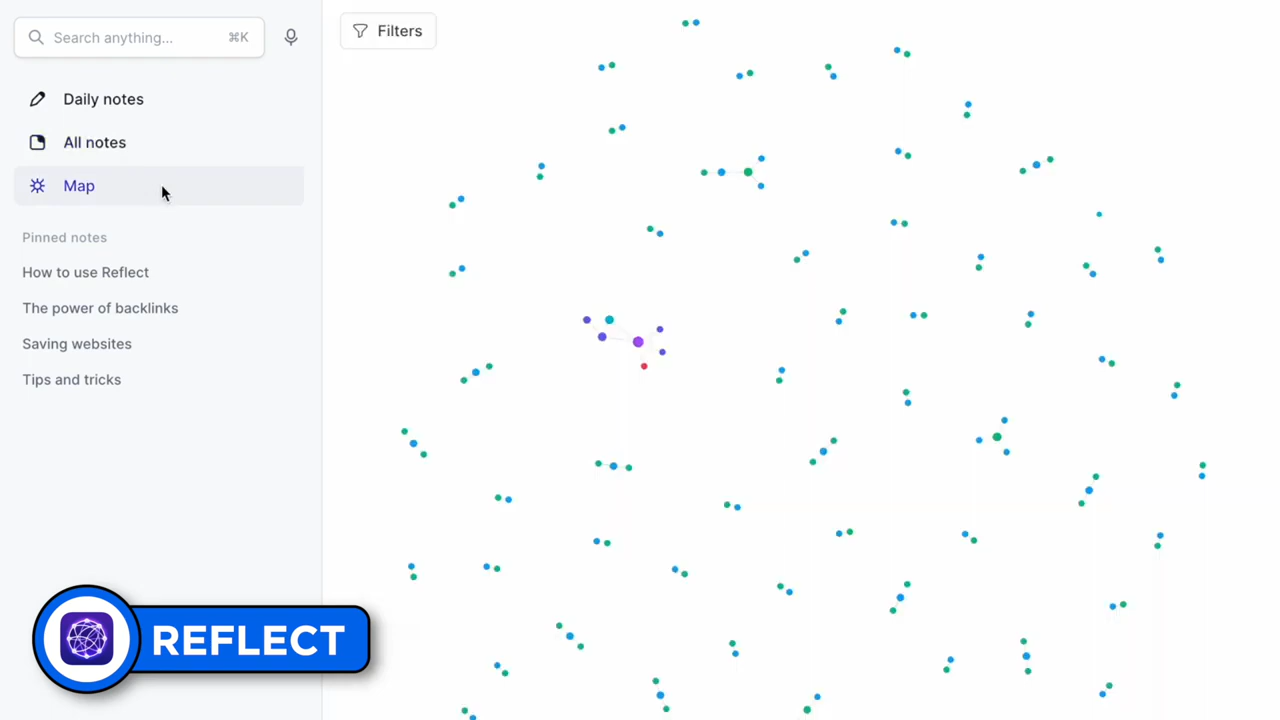 Search anything... ⌘K
Filters
Daily notes
All notes
Map
Pinned notes
How to use Reflect
The power of backlinks
Saving websites
Tips and tricks
REFLECT